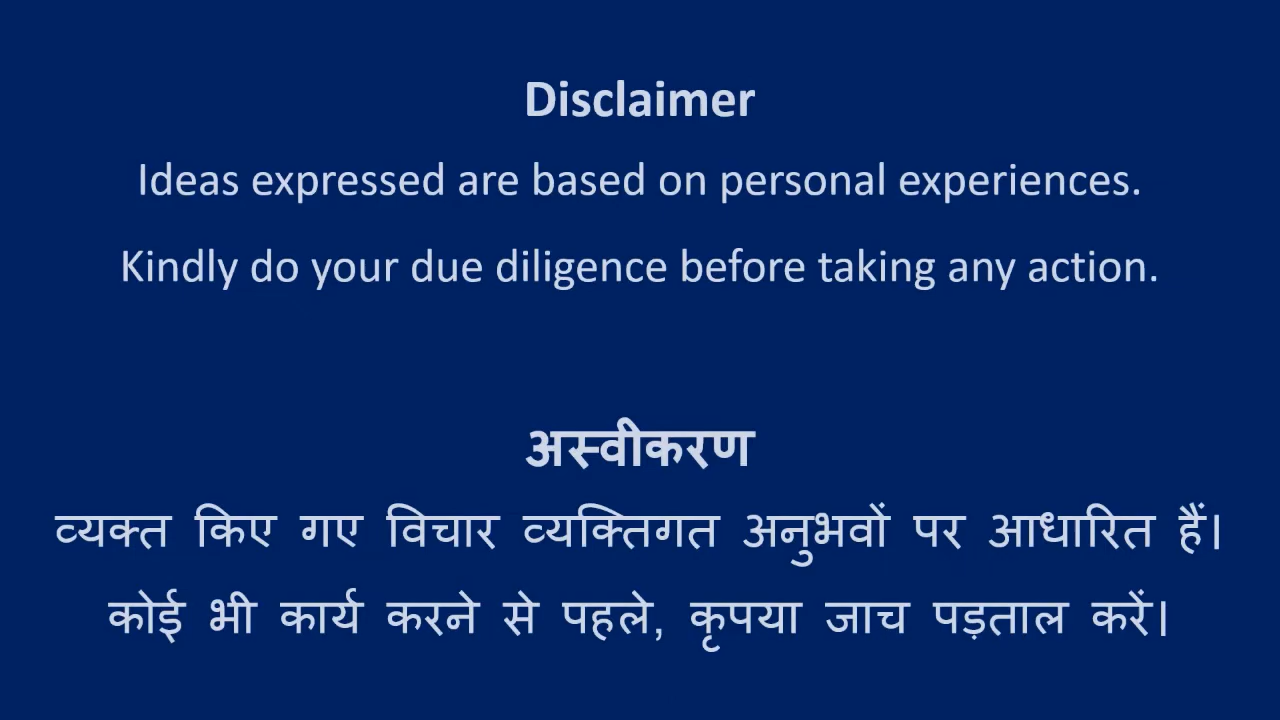 Disclaimer
Ideas expressed are based on personal experiences.
Kindly do your due diligence before taking any action.
अस्वीकरण
व्यक्त किए गए विचार व्यक्तिगत अनुभवों पर आधारित हैं।
कोई भी कार्य करने से पहले, कृपया जाच पड़ताल करें।